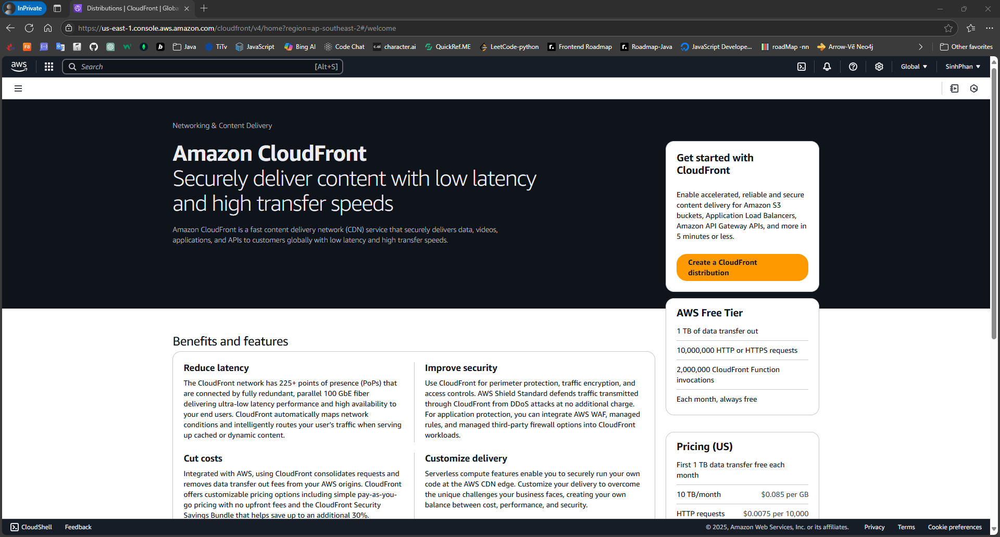 InPrivate
Distributions | CloudFront | Globa
https://us-east-1.console.aws.amazon.com/cloudfront/v4/home?region=ap-southeast-2#/welcome
F8
Java
TiTv
JavaScript
Bing AI
Code Chat
c.ai
character.ai
QuickRef.ME
LeetCode-python
Frontend Roadmap
Roadmap-Java
JavaScript Develope...
roadMap -nn
Arrow-Vẽ Neo4j
Other favorites
aws
Search
[Alt+S]
Global
SinhPhan
Networking & Content Delivery
Amazon CloudFront
Securely deliver content with low latency
and high transfer speeds
Amazon CloudFront is a fast content delivery network (CDN) service that securely delivers data, videos,
applications, and APIs to customers globally with low latency and high transfer speeds.
Get started with
CloudFront
Enable accelerated, reliable and secure
content delivery for Amazon S3
buckets, Application Load Balancers,
Amazon API Gateway APIs, and more in
5 minutes or less.
Create a CloudFront
distribution
AWS Free Tier
1 TB of data transfer out
10,000,000 HTTP or HTTPS requests
2,000,000 CloudFront Function
invocations
Each month, always free
Benefits and features
Reduce latency
The CloudFront network has 225+ points of presence (PoPs) that
are connected by fully redundant, parallel 100 GbE fiber
delivering ultra-low latency performance and high availability to
your end users. CloudFront automatically maps network
conditions and intelligently routes your user's traffic when serving
up cached or dynamic content.
Improve security
Use CloudFront for perimeter protection, traffic encryption, and
access controls. AWS Shield Standard defends traffic transmitted
through CloudFront from DDoS attacks at no additional charge.
For application protection, you can integrate AWS WAF, managed
rules, and managed third-party firewall options into CloudFront
workloads.
Cut costs
Integrated with AWS, using CloudFront consolidates requests and
removes data transfer out fees from your AWS origins. CloudFront
offers customizable pricing options including simple pay-as-you-
go pricing with no upfront fees and the CloudFront Security
Savings Bundle that helps save up to an additional 30%.
Customize delivery
Serverless compute features enable you to securely run your own
code at the AWS CDN edge. Customize your delivery to overcome
the unique challenges your business faces, creating your own
balance between cost, performance, and security.
Pricing (US)
First 1 TB data transfer free each
month
10 TB/month
$0.085 per GB
HTTP requests
$0.0075 per 10,000
CloudShell
Feedback
© 2025, Amazon Web Services, Inc. or its affiliates.
Privacy
Terms
Cookie preferences